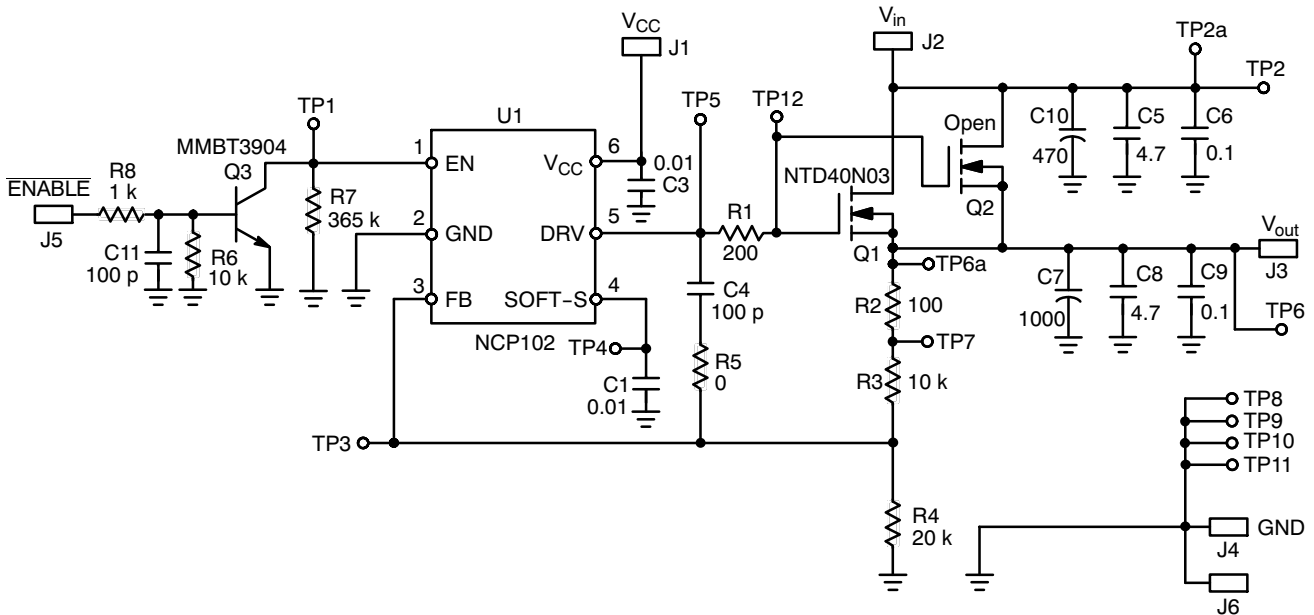 V_CC
J1
V_in
J2
TP2a
TP2
TP1
TP5
TP12
U1
MMBT3904
Q3
1
EN
6
V_CC
0.01
C3
Open
Q2
C10
470
C5
4.7
C6
0.1
ENABLE
R8
1 k
J5
C11
100 p
R6
10 k
R7
365 k
2
GND
5
DRV
R1
200
NTD40N03
Q1
V_out
J3
TP6a
TP6
3
FB
4
SOFT-S
NCP102
TP4
C1
0.01
C4
100 p
R5
0
R2
100
TP7
R3
10 k
C7
1000
C8
4.7
C9
0.1
TP3
R4
20 k
TP8
TP9
TP10
TP11
GND
J4
J6